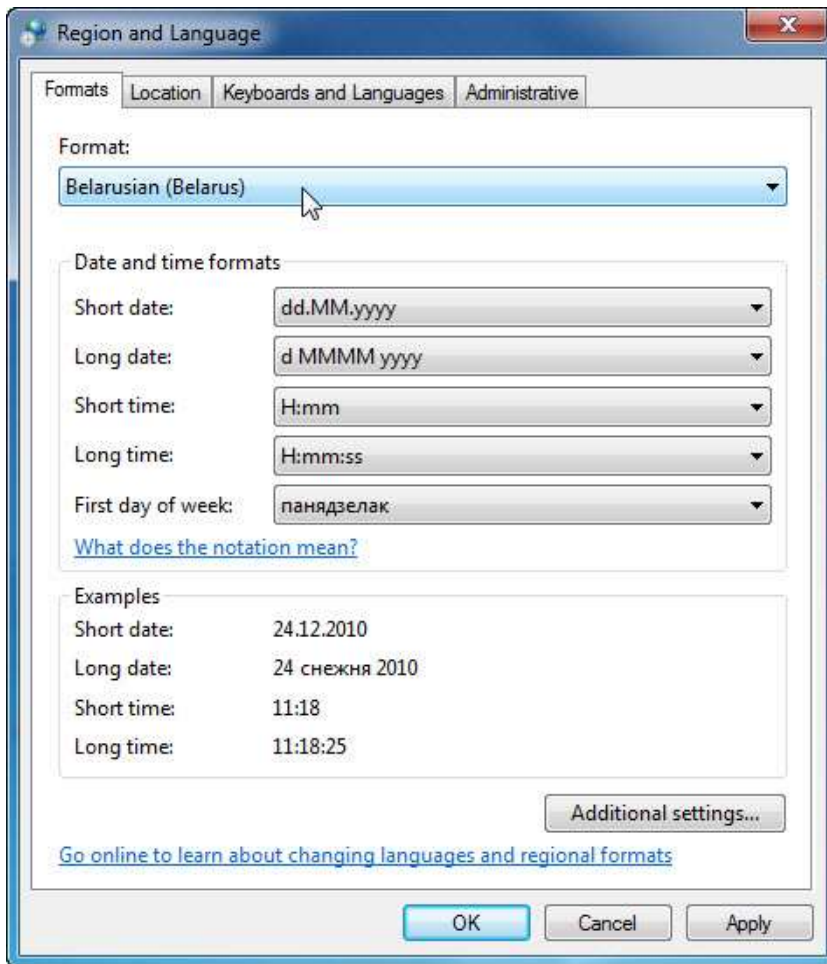 Region and Language
Formats Location Keyboards and Languages Administrative
Format:
Belarusian (Belarus)
Date and time formats
Short date: dd.MM.yyyy
Long date: d MMMM yyyy
Short time: H:mm
Long time: H:mm:ss
First day of week: панядзелак
What does the notation mean?
Examples
Short date: 24.12.2010
Long date: 24 снежня 2010
Short time: 11:18
Long time: 11:18:25
Additional settings...
Go online to learn about changing languages and regional formats
OK Cancel Apply